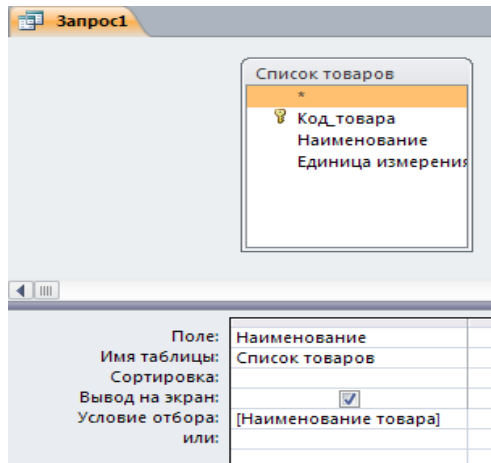 Запрос1
Список товаров
*
Код_товара
Наименование
Единица измерения
Поле: Наименование
Имя таблицы: Список товаров
Сортировка:
Вывод на экран:
Условие отбора: [Наименование товара]
или: